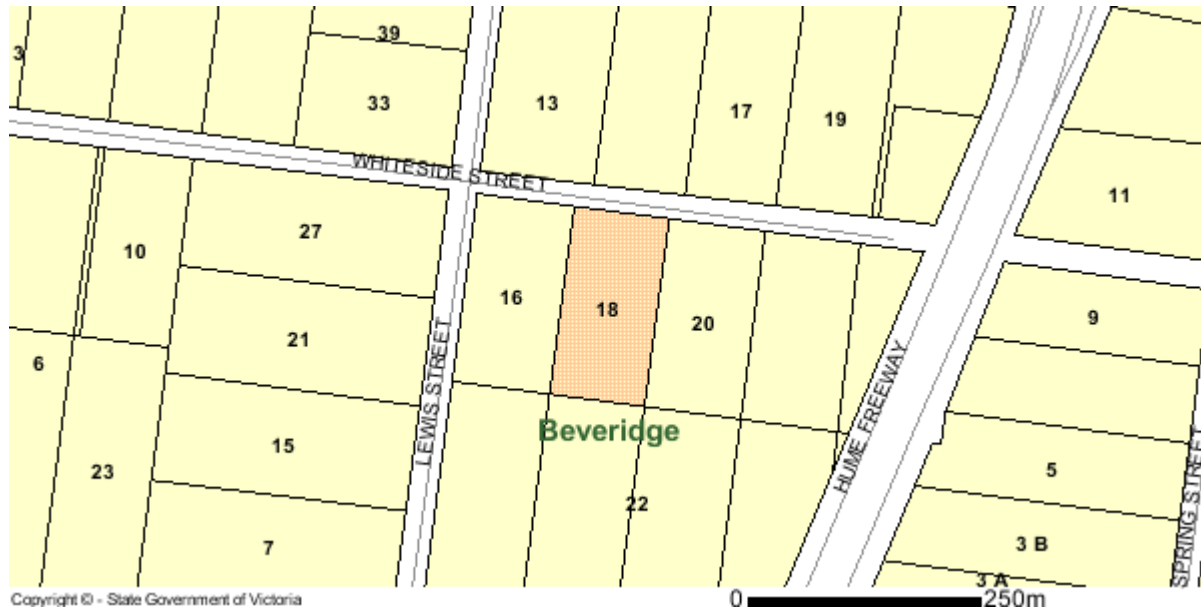 39
3
33
13
17
19
WHITESIDE STREET
11
10
27
16
18
20
9
6
21
LEWIS STREET
HUME FREEWAY
Beveridge
15
23
22
5
SPRING STREET
7
3 B
3 A
Copyright © - State Government of Victoria
0 250m